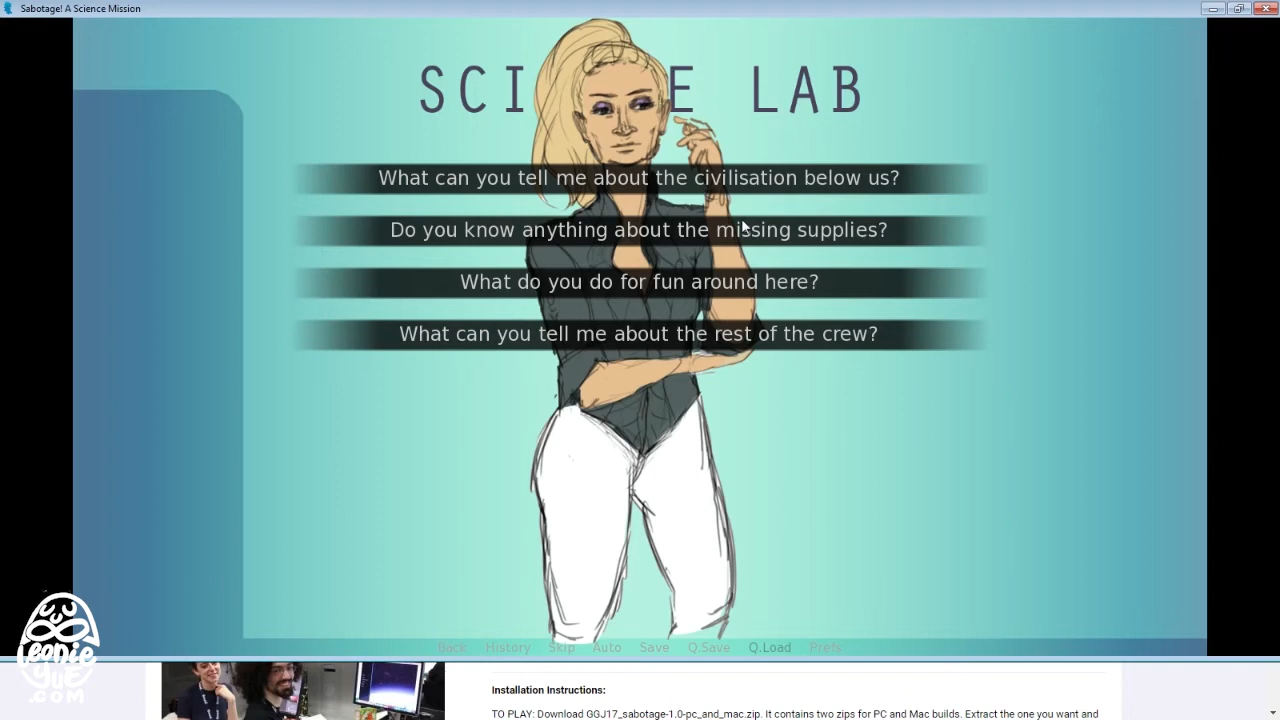 Sabotage! A Science Mission
SCI E LAB
What can you tell me about the civilisation below us?
Do you know anything about the missing supplies?
What do you do for fun around here?
What can you tell me about the rest of the crew?
Back History Skip Auto Save Q.Save Q.Load Prefs
Leonie
Yue
.COM
Installation Instructions:
TO PLAY: Download GGJ17_sabotage-1.0-pc_and_mac.zip. It contains two zips for PC and Mac builds. Extract the one you want and